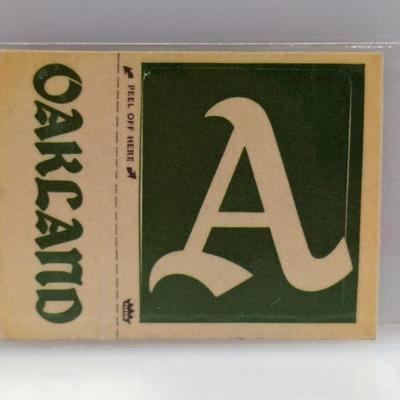 OAKLAND
PEEL OFF HERE
A